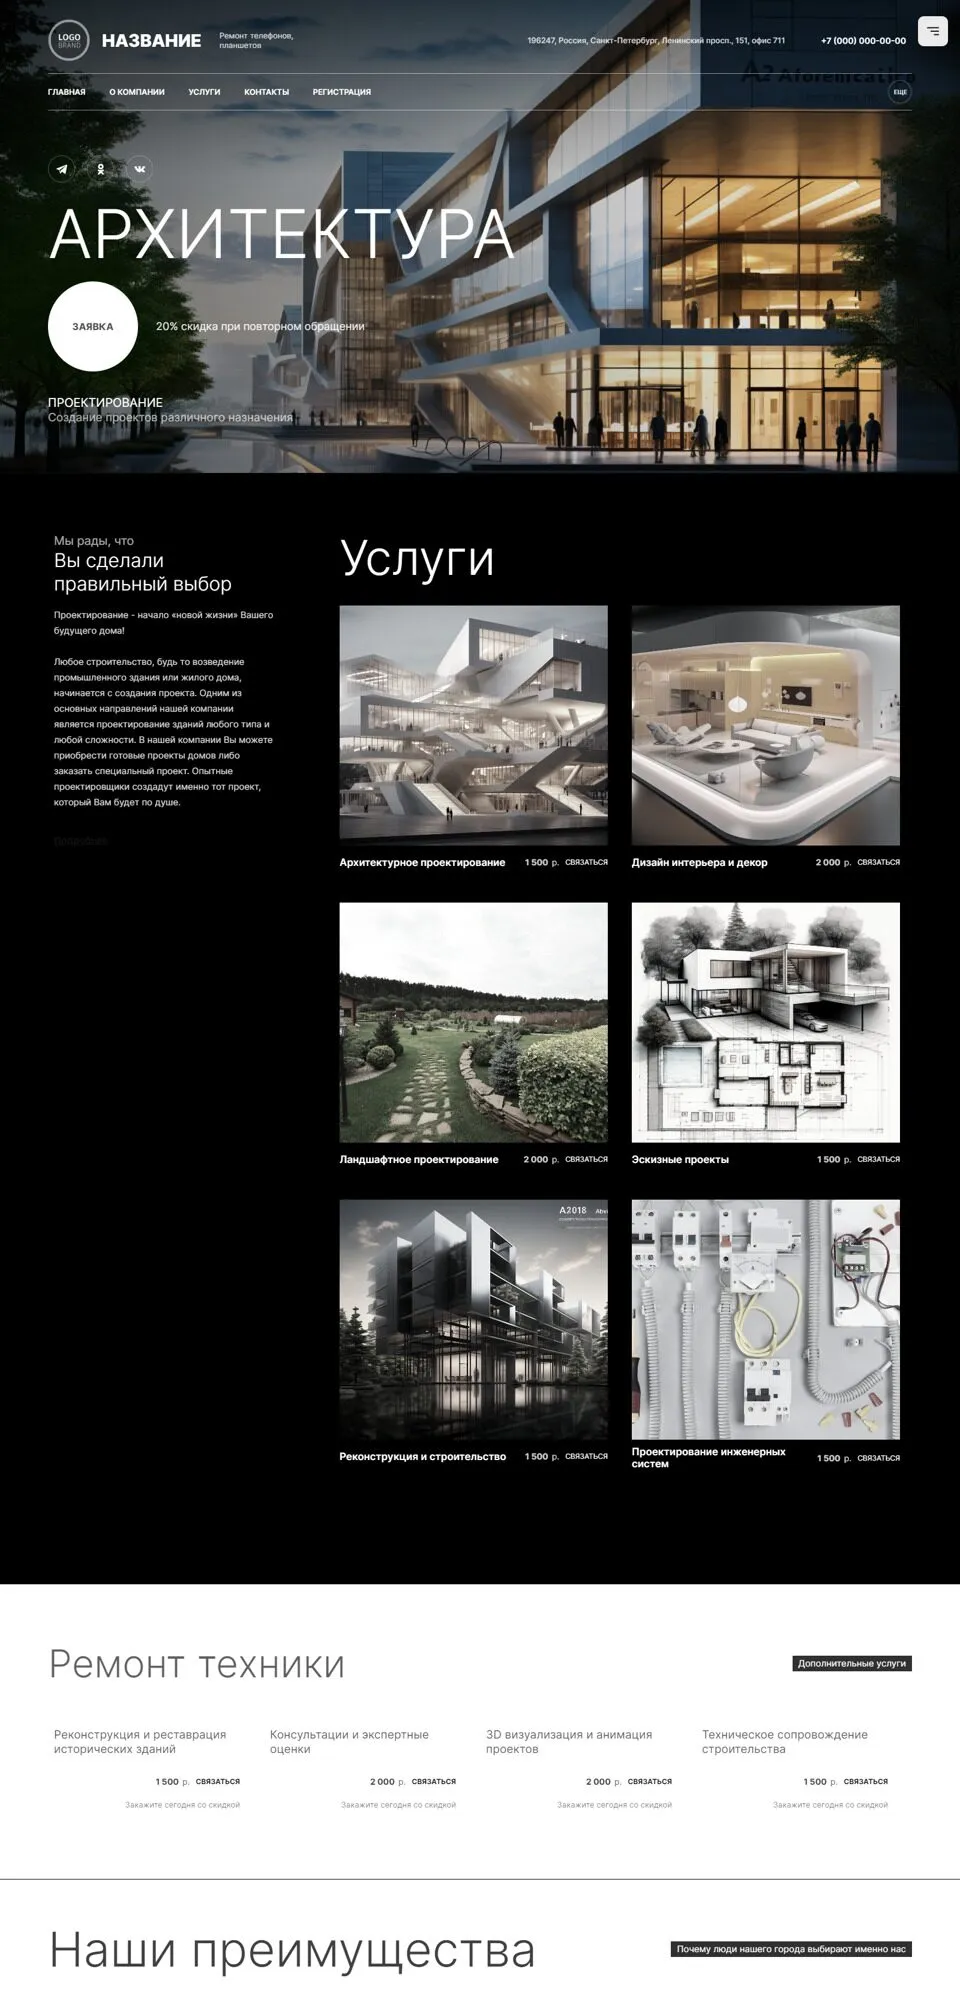 LOGO
BRAND
НАЗВАНИЕ
Ремонт телефонов,
планшетов
196247, Россия, Санкт-Петербург, Ленинский просп., 151, офис 711
+7 (000) 000-00-00
ГЛАВНАЯ
О КОМПАНИИ
УСЛУГИ
КОНТАКТЫ
РЕГИСТРАЦИЯ
ЕЩЕ
АРХИТЕКТУРА
ЗАЯВКА
20% скидка при повторном обращении
ПРОЕКТИРОВАНИЕ
Создание проектов различного назначения
Мы рады, что
Вы сделали
правильный выбор
Проектирование - начало «новой жизни» Вашего
будущего дома!
Любое строительство, будь то возведение
промышленного здания или жилого дома,
начинается с создания проекта. Одним из
основных направлений нашей компании
является проектирование зданий любого типа и
любой сложности. В нашей компании Вы можете
приобрести готовые проекты домов либо
заказать специальный проект. Опытные
проектировщики создадут именно тот проект,
который Вам будет по душе.
Услуги
Архитектурное проектирование 1 500 р. СВЯЗАТЬСЯ
Дизайн интерьера и декор 2 000 р. СВЯЗАТЬСЯ
Ландшафтное проектирование 2 000 р. СВЯЗАТЬСЯ
Эскизные проекты 1 500 р. СВЯЗАТЬСЯ
A2018
Реконструкция и строительство 1 500 р. СВЯЗАТЬСЯ
Проектирование инженерных
систем
1 500 р. СВЯЗАТЬСЯ
Ремонт техники
Дополнительные услуги
Реконструкция и реставрация
исторических зданий
1 500 р. СВЯЗАТЬСЯ
Закажите сегодня со скидкой
Консультации и экспертные
оценки
2 000 р. СВЯЗАТЬСЯ
Закажите сегодня со скидкой
3D визуализация и анимация
проектов
2 000 р. СВЯЗАТЬСЯ
Закажите сегодня со скидкой
Техническое сопровождение
строительства
1 500 р. СВЯЗАТЬСЯ
Закажите сегодня со скидкой
Наши преимущества
Почему люди нашего города выбирают именно нас